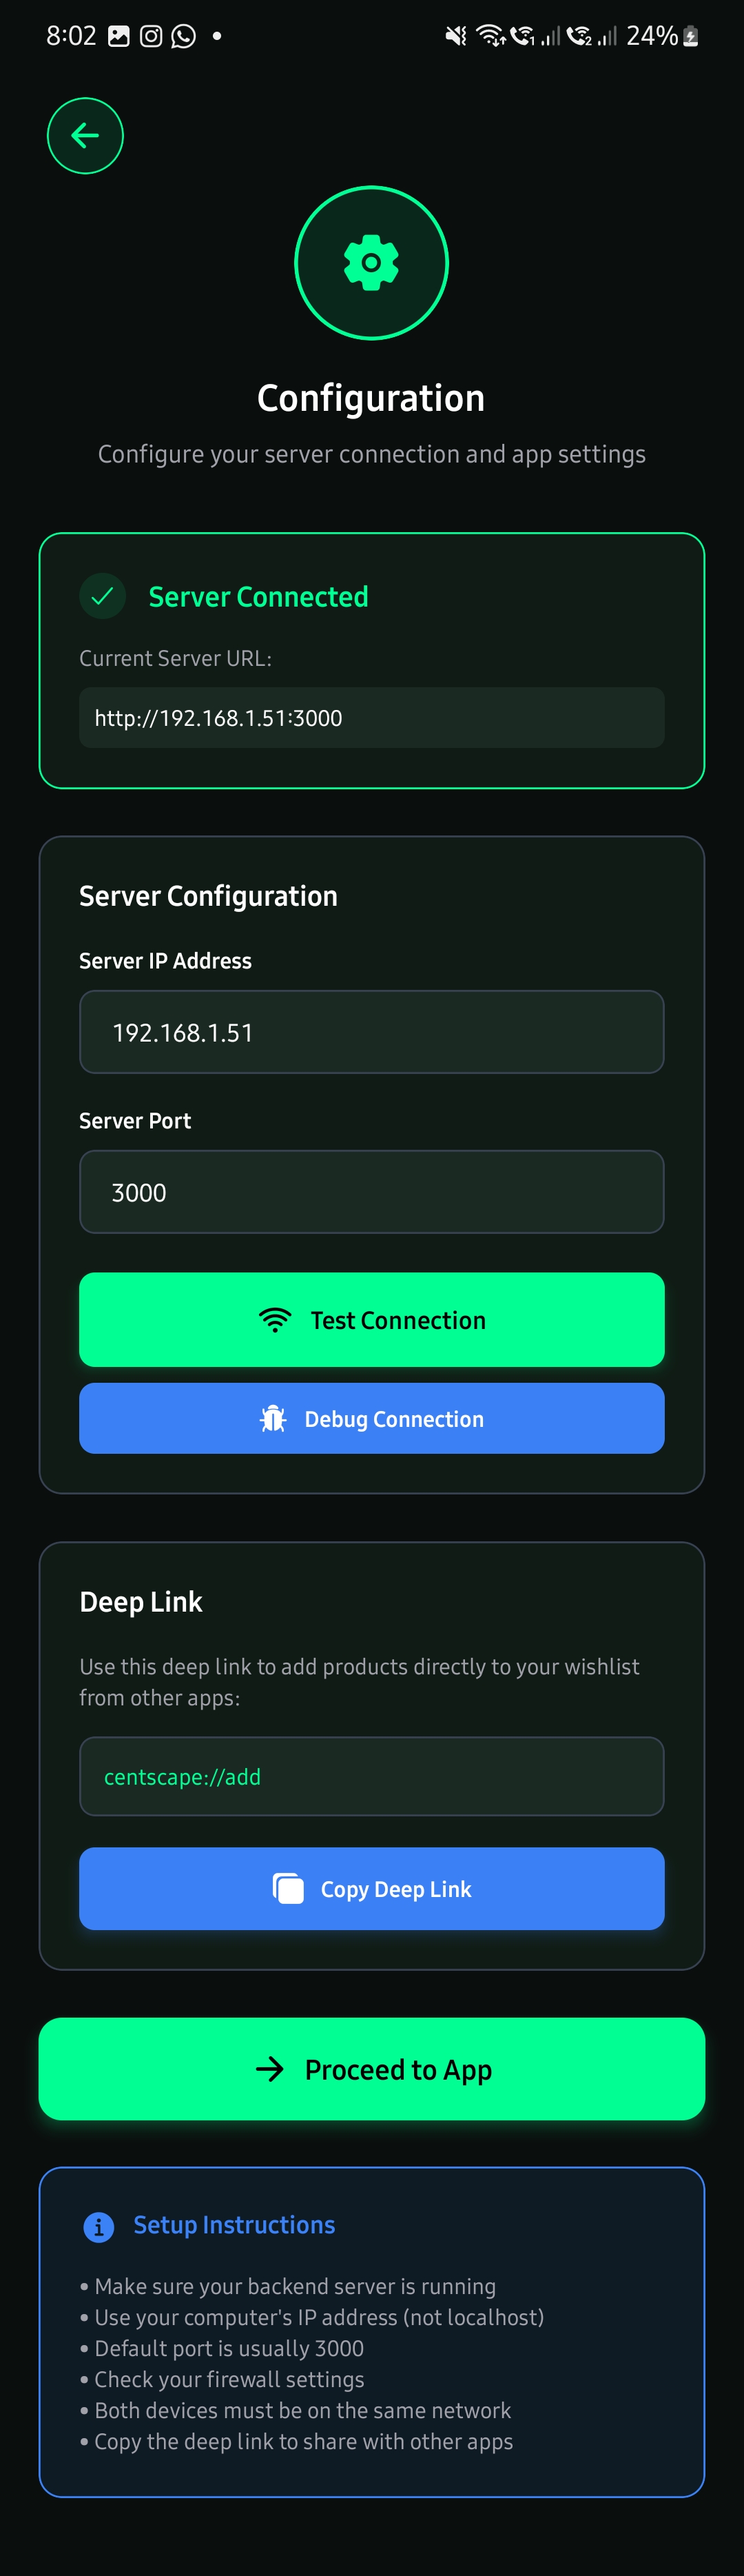 8:02
1
2
24%
Configuration
Configure your server connection and app settings
Server Connected
Current Server URL:
http://192.168.1.51:3000
Server Configuration
Server IP Address
192.168.1.51
Server Port
3000
Test Connection
Debug Connection
Deep Link
Use this deep link to add products directly to your wishlist
from other apps:
centscape://add
Copy Deep Link
Proceed to App
Setup Instructions
• Make sure your backend server is running
• Use your computer's IP address (not localhost)
• Default port is usually 3000
• Check your firewall settings
• Both devices must be on the same network
• Copy the deep link to share with other apps